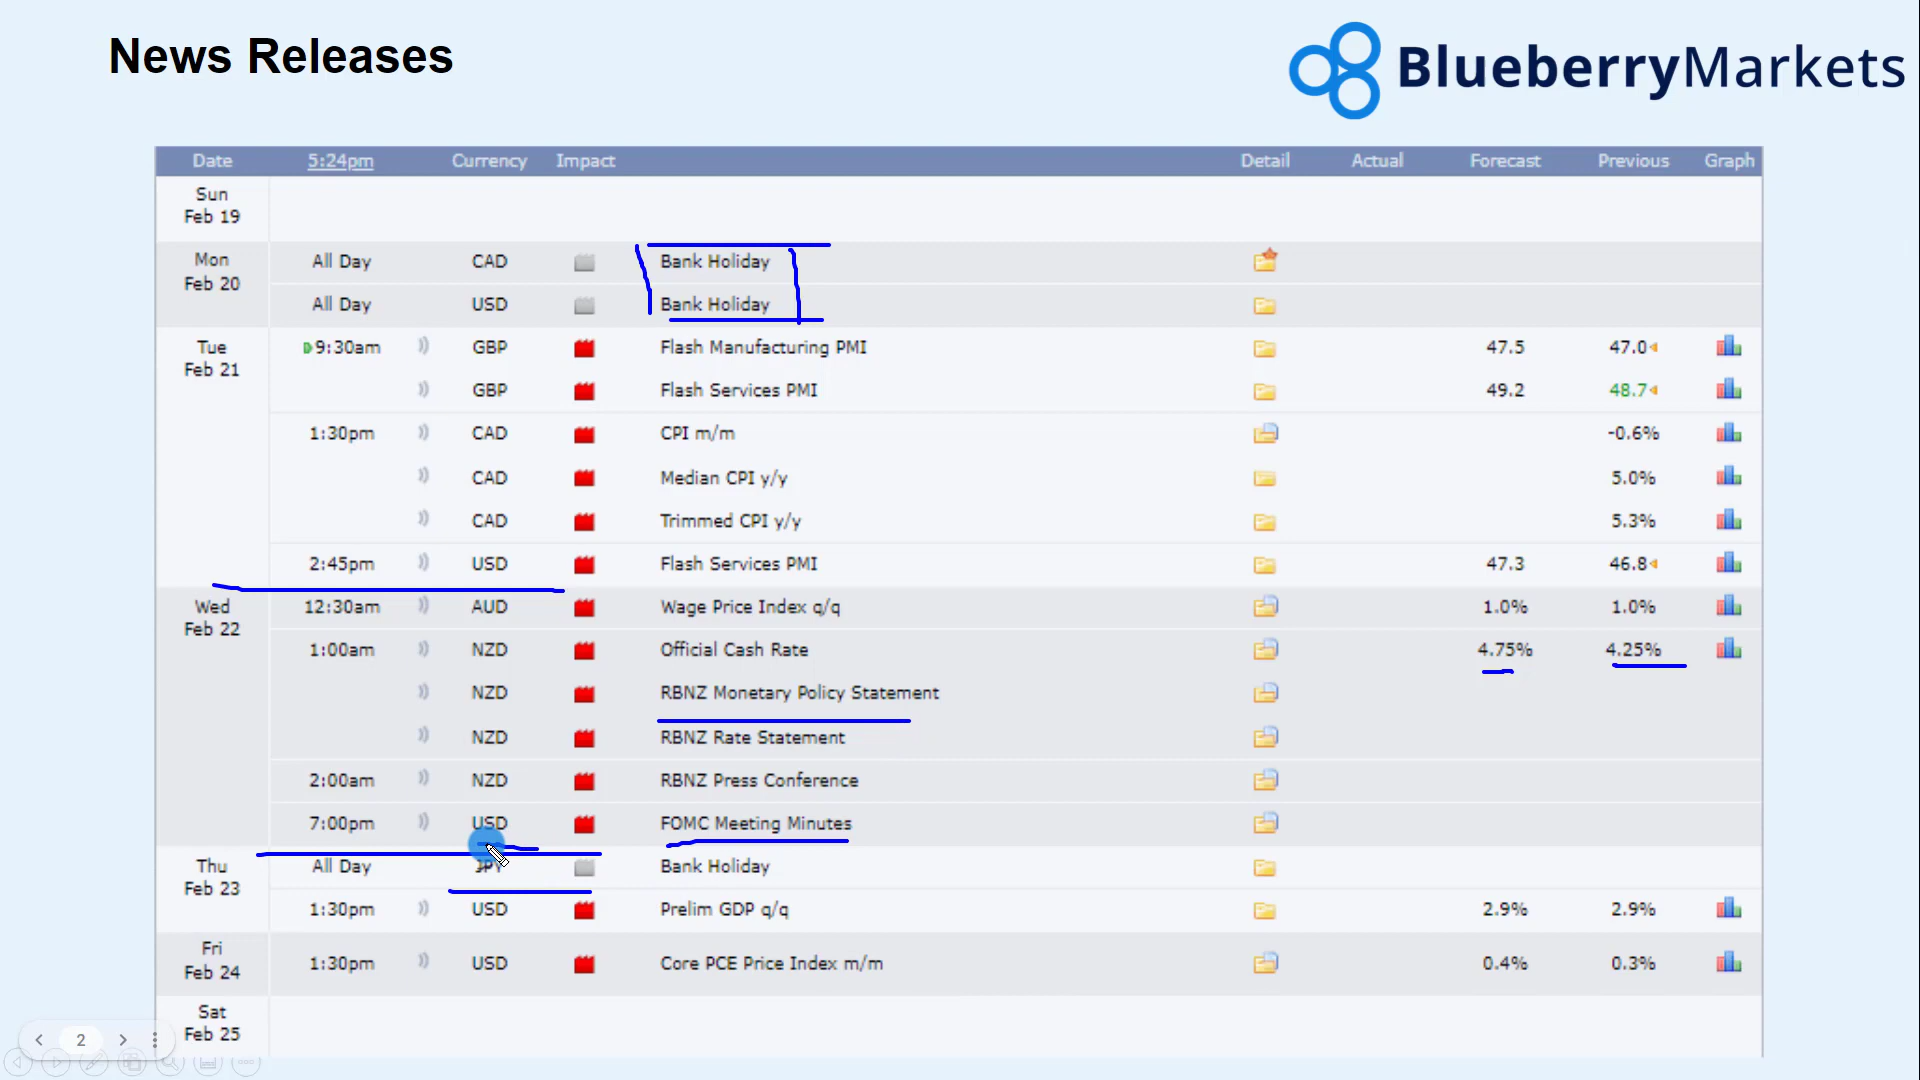 News Releases
BlueberryMarkets
Date 5:24pm Currency Impact Detail Actual Forecast Previous Graph
Sun
Feb 19
Mon
Feb 20
All Day CAD Bank Holiday
All Day USD Bank Holiday
Tue
Feb 21
9:30am GBP Flash Manufacturing PMI 47.5 47.0
GBP Flash Services PMI 49.2 48.7
1:30pm CAD CPI m/m -0.6%
CAD Median CPI y/y 5.0%
CAD Trimmed CPI y/y 5.3%
2:45pm USD Flash Services PMI 47.3 46.8
Wed
Feb 22
12:30am AUD Wage Price Index q/q 1.0% 1.0%
1:00am NZD Official Cash Rate 4.75% 4.25%
NZD RBNZ Monetary Policy Statement
NZD RBNZ Rate Statement
2:00am NZD RBNZ Press Conference
7:00pm USD FOMC Meeting Minutes
Thu
Feb 23
All Day JPY Bank Holiday
1:30pm USD Prelim GDP q/q 2.9% 2.9%
Fri
Feb 24
1:30pm USD Core PCE Price Index m/m 0.4% 0.3%
Sat
Feb 25
2